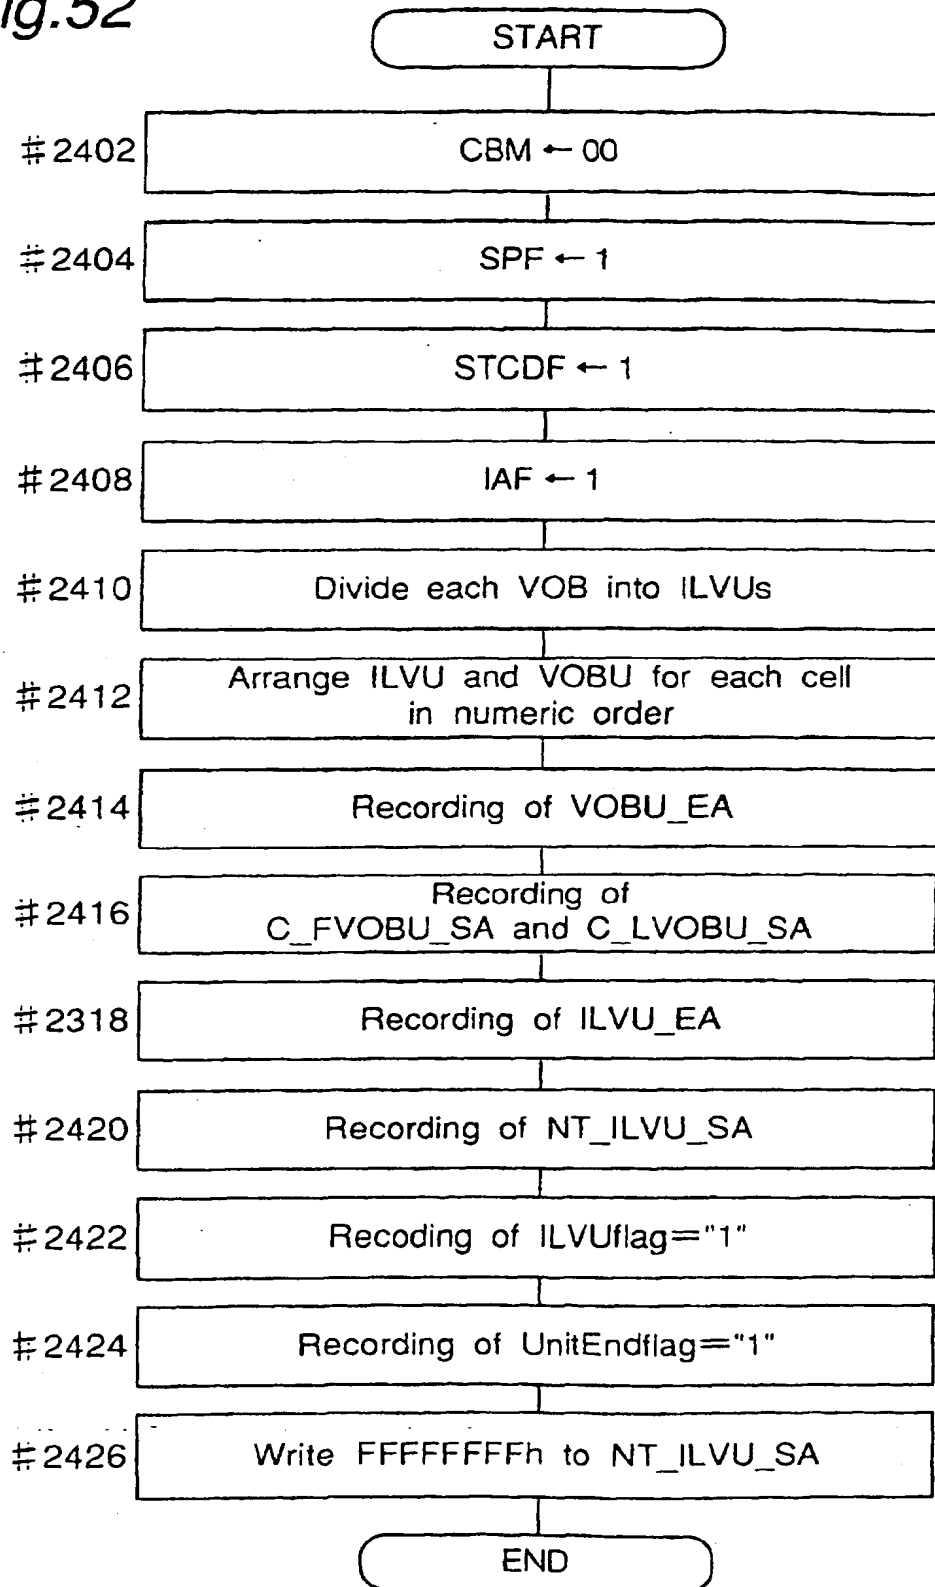 ig.52
START
#2402 CBM ← 00
#2404 SPF ← 1
#2406 STCDF ← 1
#2408 IAF ← 1
#2410 Divide each VOB into ILVUs
#2412 Arrange ILVU and VOBU for each cell
in numeric order
#2414 Recording of VOBU_EA
#2416 Recording of
C_FVOBU_SA and C_LVOBU_SA
#2318 Recording of ILVU_EA
#2420 Recording of NT_ILVU_SA
#2422 Recoding of ILVUflag="1"
#2424 Recording of UnitEndflag="1"
#2426 Write FFFFFFFFh to NT_ILVU_SA
END